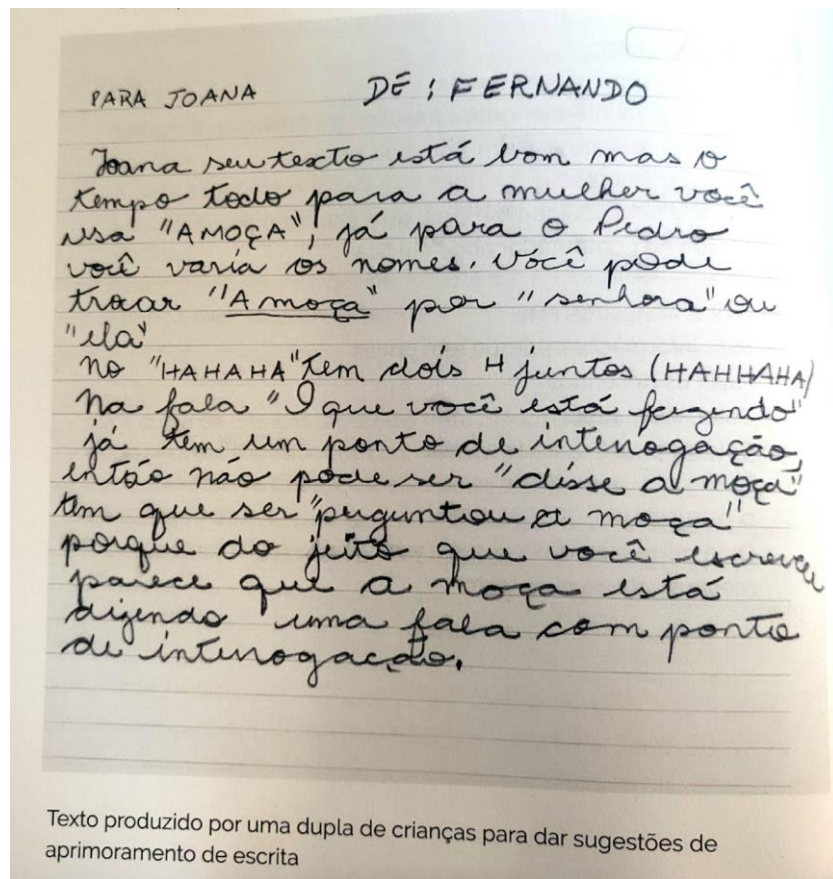 PARA JOANA DE: FERNANDO
Joana seu texto está bom mas o
tempo todo para a mulher você
usa "A MOÇA", já para o Pedro
você varia os nomes. Você pode
trocar "A moça" por "senhora" ou
"ela"
no "HAHAHA" tem dois H juntos (HAHHAHA)
Na fala "I que você está fazendo"
já tem um ponto de interrogação,
então não pode ser "disse a moça"
tem que ser "perguntou a moça"
porque do jeito que você escreveu
parece que a moça está
dizendo uma fala com ponto
de interrogacão.
Texto produzido por uma dupla de crianças para dar sugestões de
aprimoramento de escrita